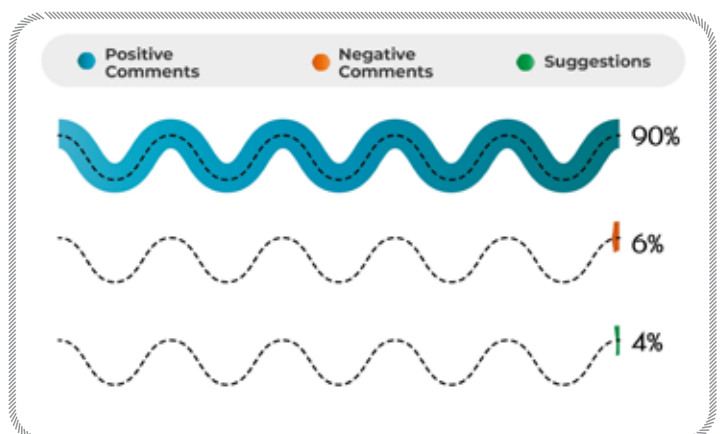 Positive
Comments
Negative
Comments
Suggestions
90%
6%
4%